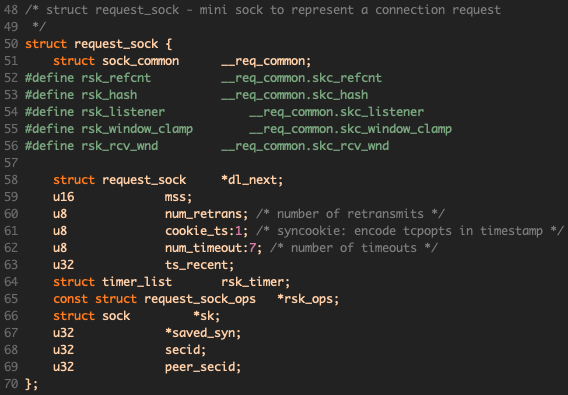 48 /* struct request_sock - mini sock to represent a connection request
49  */
50 struct request_sock {
51     struct sock_common      __req_common;
52 #define rsk_refcnt          __req_common.skc_refcnt
53 #define rsk_hash            __req_common.skc_hash
54 #define rsk_listener            __req_common.skc_listener
55 #define rsk_window_clamp        __req_common.skc_window_clamp
56 #define rsk_rcv_wnd         __req_common.skc_rcv_wnd
57
58     struct request_sock     *dl_next;
59     u16             mss;
60     u8              num_retrans; /* number of retransmits */
61     u8              cookie_ts:1; /* syncookie: encode tcpopts in timestamp */
62     u8              num_timeout:7; /* number of timeouts */
63     u32             ts_recent;
64     struct timer_list       rsk_timer;
65     const struct request_sock_ops   *rsk_ops;
66     struct sock         *sk;
67     u32             *saved_syn;
68     u32             secid;
69     u32             peer_secid;
70 };